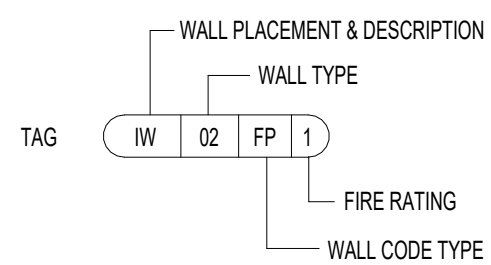 WALL PLACEMENT & DESCRIPTION
WALL TYPE
TAG IW 02 FP 1
FIRE RATING
WALL CODE TYPE